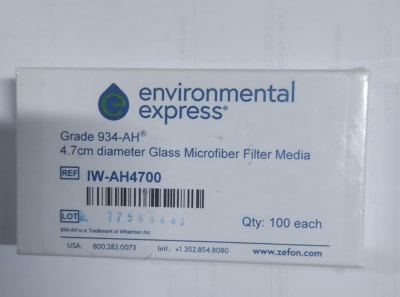 environmental
express®
Grade 934-AH®
4.7cm diameter Glass Microfiber Filter Media
REF IW-AH4700
LOT
Qty: 100 each
934-AH is a Trademark of Whatman Inc.
USA: 800.282.0073 Intl.: +1 352.854.8080 www.zefon.com